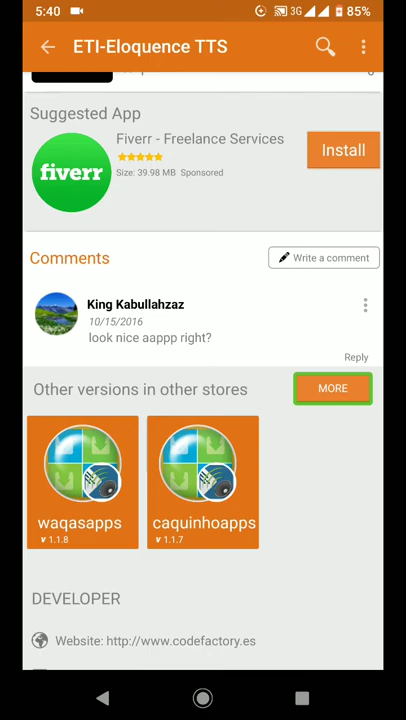 5:40
3G
85%
ETI-Eloquence TTS
Suggested App
Fiverr - Freelance Services
fiverr
Size: 39.98 MB Sponsored
Install
Comments
Write a comment
King Kabullahzaz
10/15/2016
look nice aappp right?
Reply
Other versions in other stores
MORE
waqasapps
v 1.1.8
caquinhoapps
v 1.1.7
DEVELOPER
Website: http://www.codefactory.es